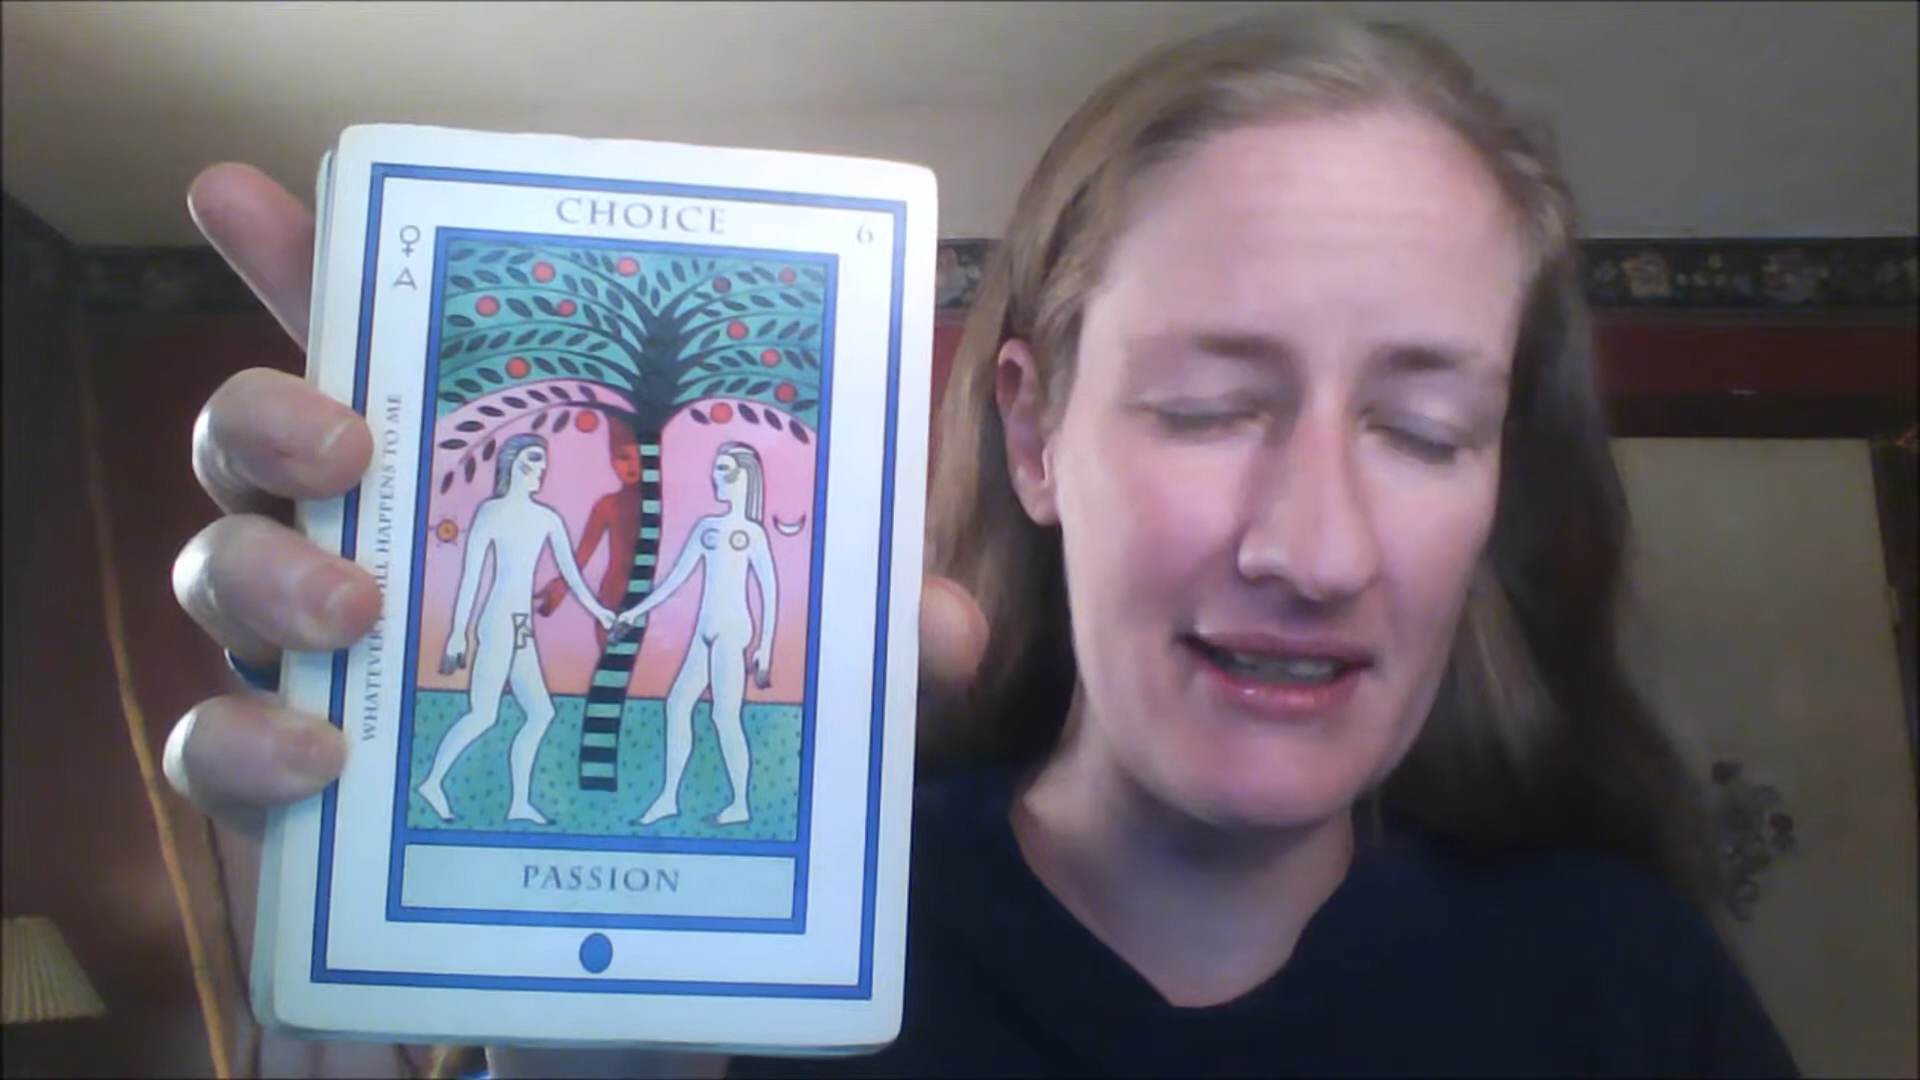 CHOICE
6
♀
A
WHATEVER HAPPENS TO ME
PASSION